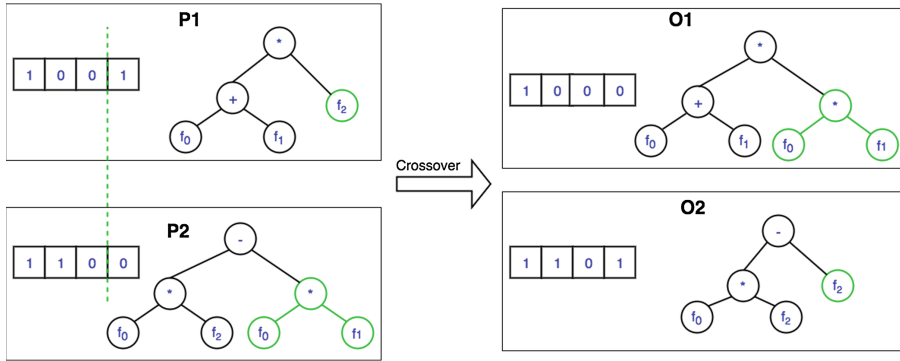 P1
1 0 0 1
*
+ f₂
f₀ f₁
P2
1 1 0 0
-
* *
f₀ f₂ f₀ f₁
Crossover
O1
1 0 0 0
*
+ *
f₀ f₁ f₀ f₁
O2
1 1 0 1
-
* f₂
f₀ f₂